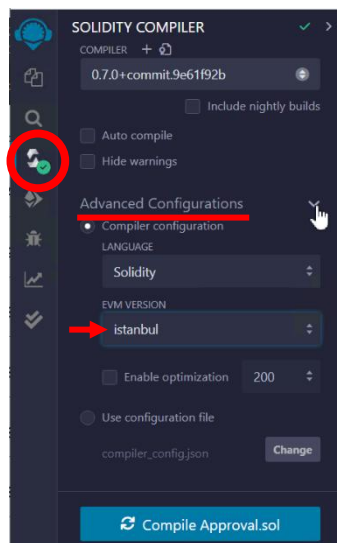 SOLIDITY COMPILER
COMPILER +
0.7.0+commit.9e61f92b
Include nightly builds
Auto compile
Hide warnings
Advanced Configurations
Compiler configuration
LANGUAGE
Solidity
EVM VERSION
istanbul
Enable optimization 200
Use configuration file
compiler_config.json Change
Compile Approval.sol